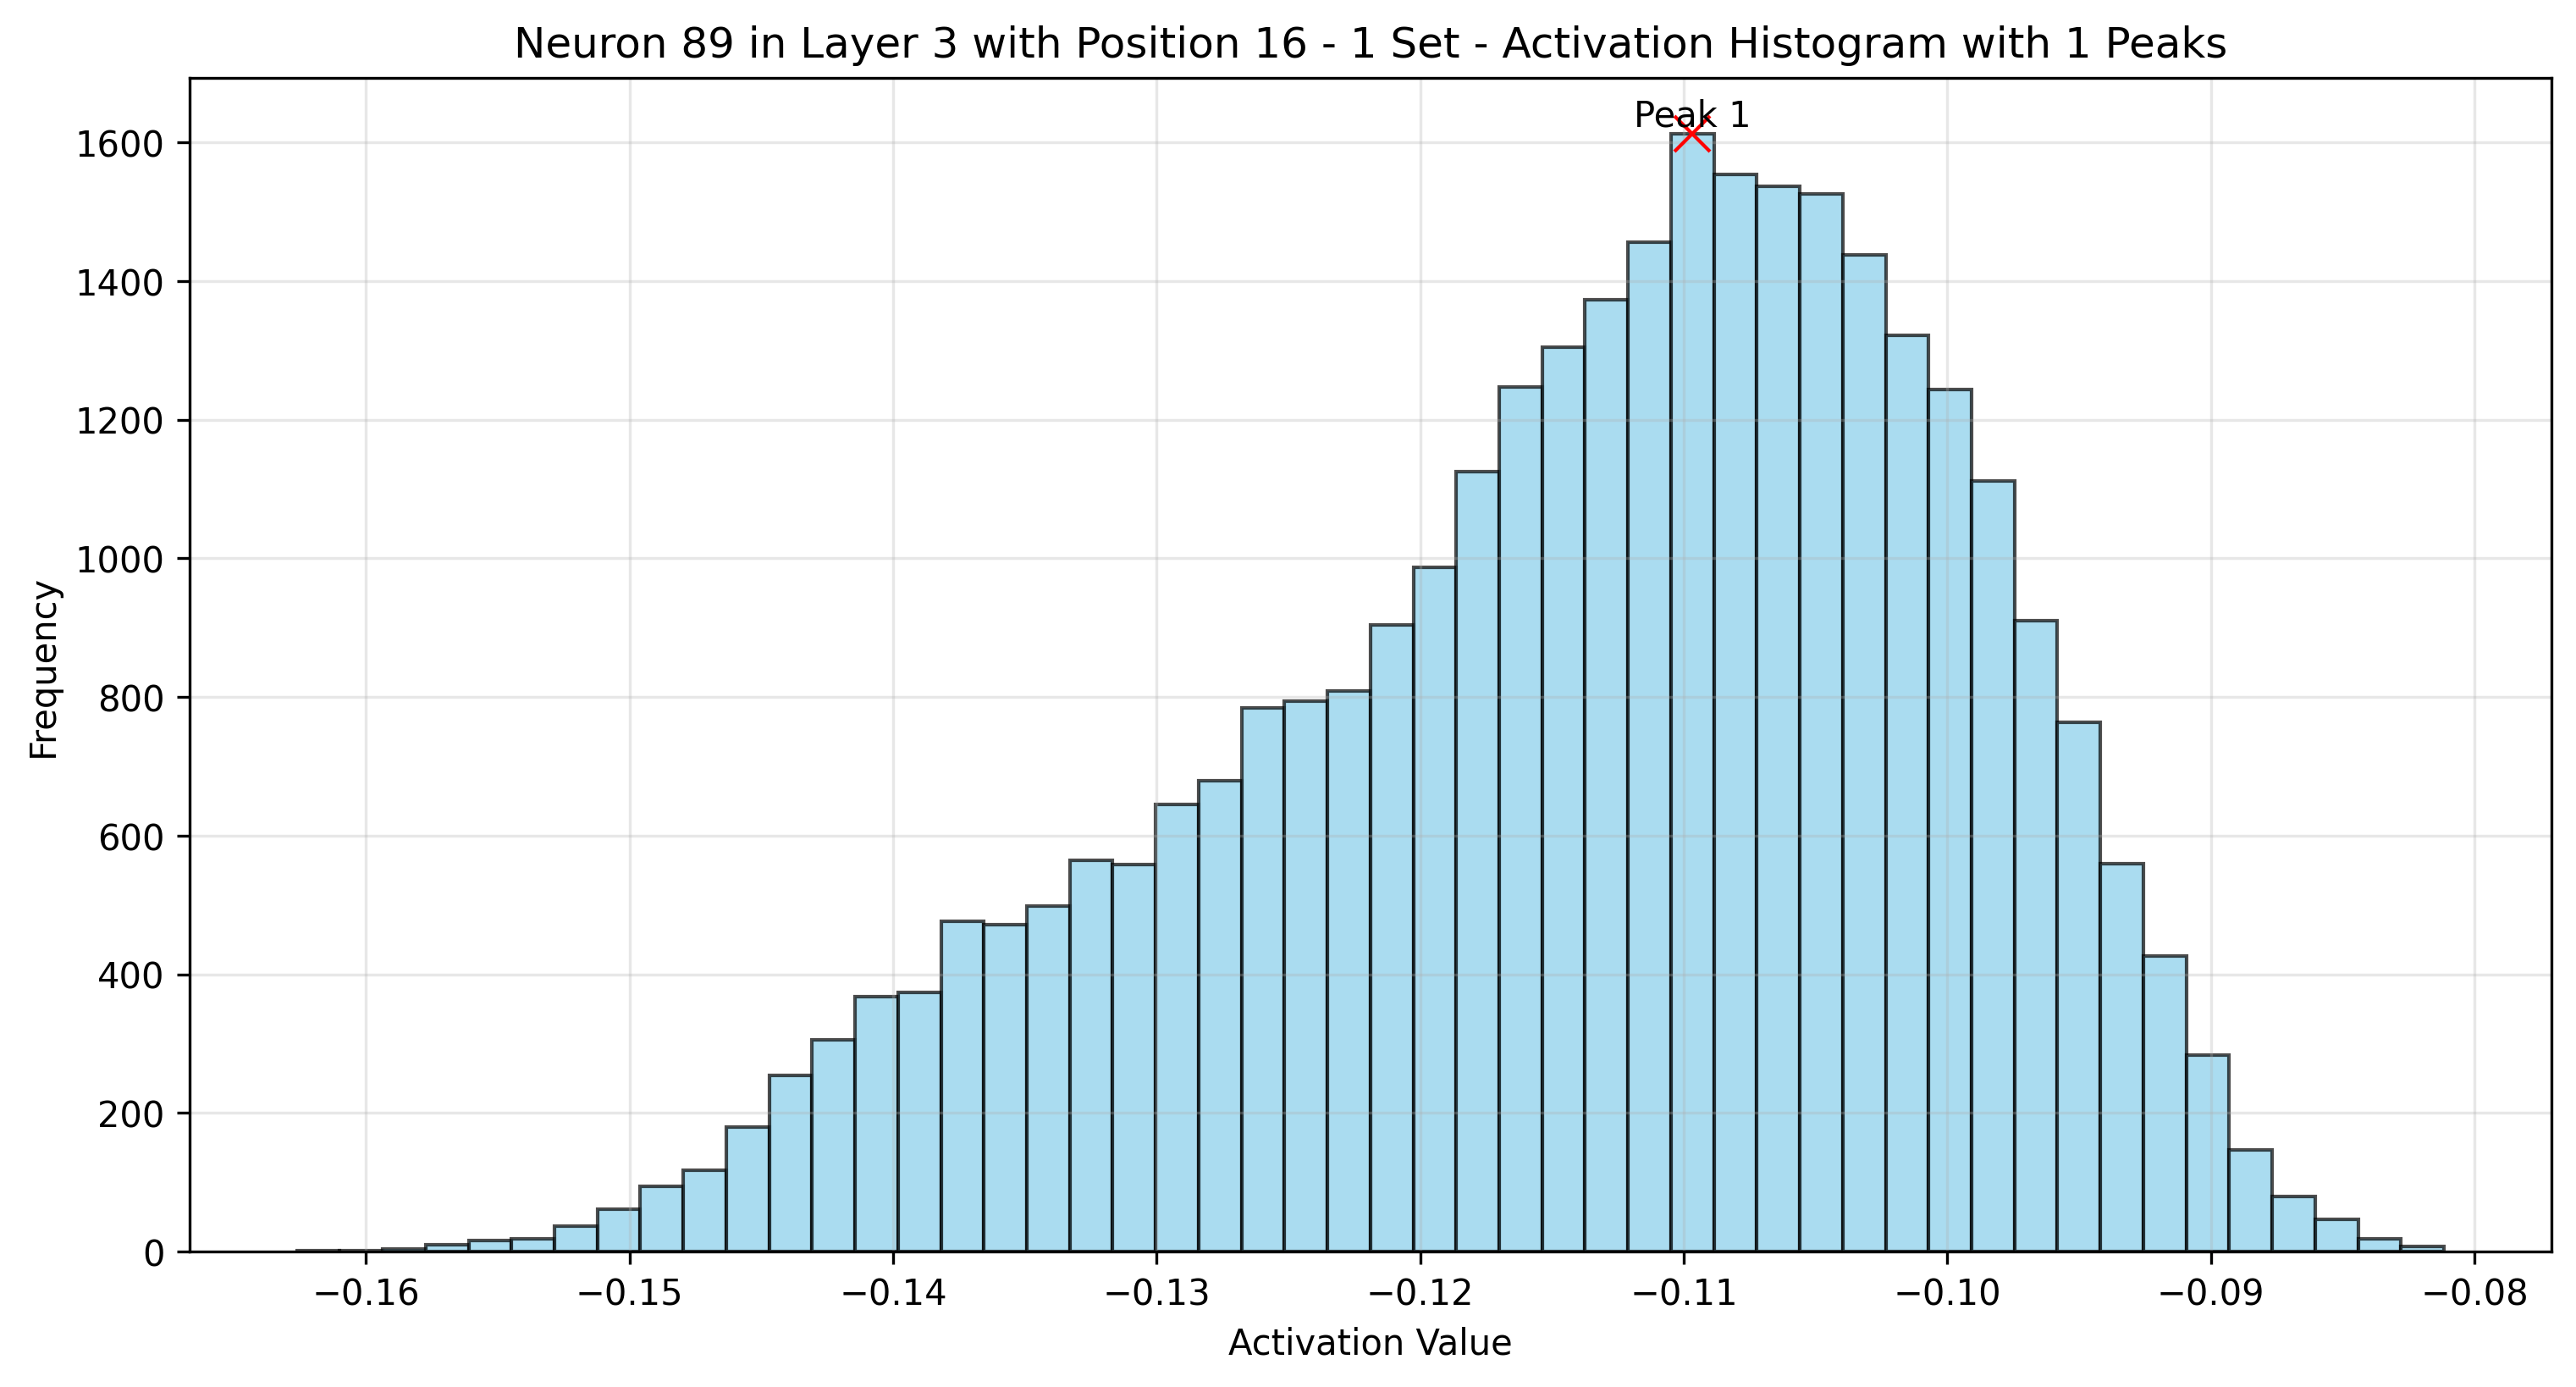 Neuron 89 in Layer 3 with Position 16 - 1 Set - Activation Histogram with 1 Peaks
Peak 1
1600
1400
1200
1000
800
600
400
200
0
Frequency
−0.16 −0.15 −0.14 −0.13 −0.12 −0.11 −0.10 −0.09 −0.08
Activation Value